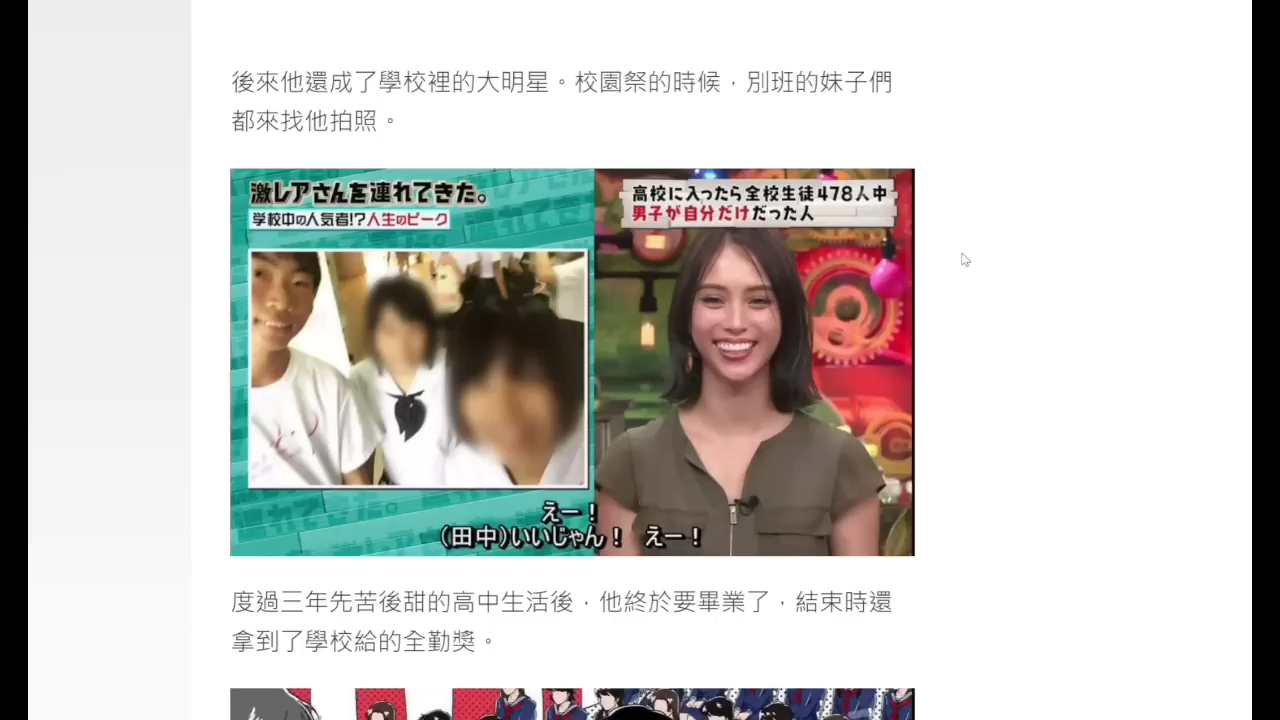 後來他還成了學校裡的大明星。校園祭的時候，別班的妹子們
都來找他拍照。
激レアさんを連れてきた。
学校中の人気者!?人生のピーク
高校に入ったら全校生徒478人中
男子が自分だけだった人
えー！
(田中)いいじゃん！ えー！
度過三年先苦後甜的高中生活後，他終於要畢業了，結束時還
拿到了學校給的全勤獎。